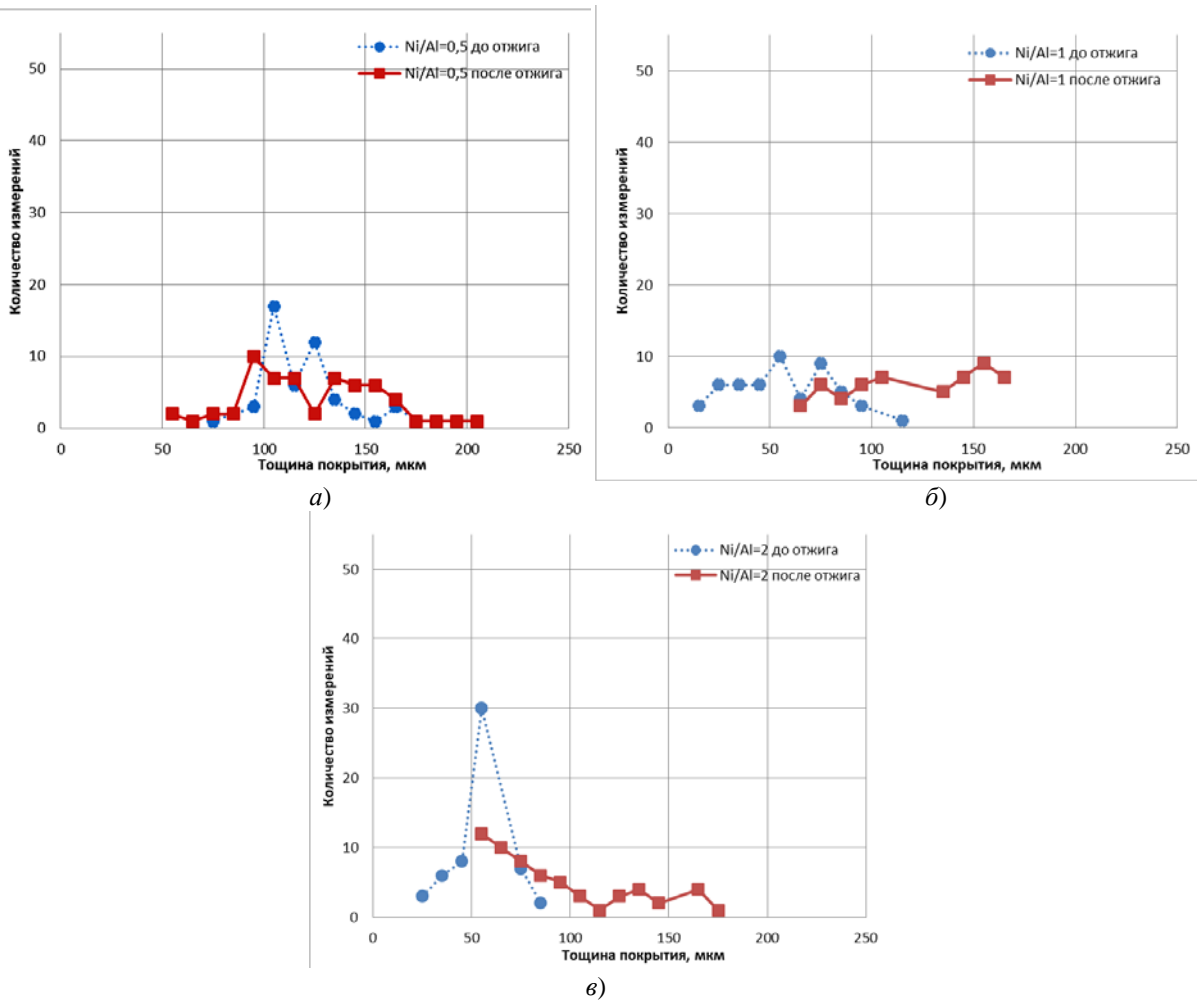 Ni/Al=0,5 до отжига
Ni/Al=0,5 после отжига
Количество измерений
50
40
30
20
10
0
0 50 100 150 200 250
Тощина покрытия, мкм
а)
Ni/Al=1 до отжига
Ni/Al=1 после отжига
Количество измерений
50
40
30
20
10
0
0 50 100 150 200 250
Тощина покрытия, мкм
б)
Ni/Al=2 до отжига
Ni/Al=2 после отжига
Количество измерений
50
40
30
20
10
0
0 50 100 150 200 250
Тощина покрытия, мкм
в)